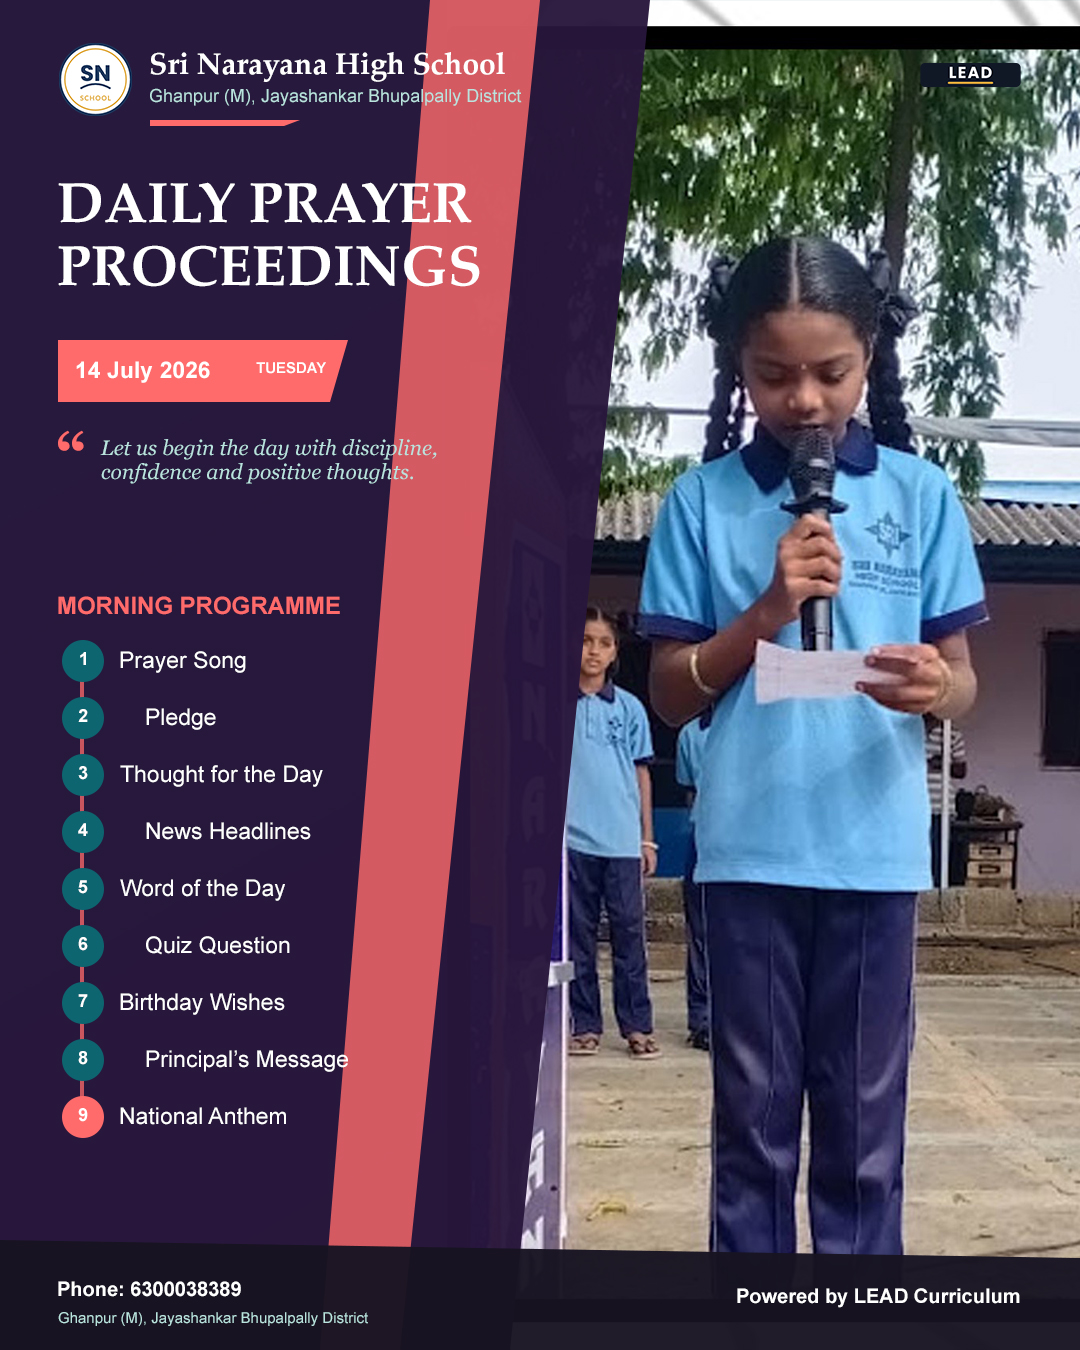 SN
SCHOOL
Sri Narayana High School
Ghanpur (M), Jayashankar Bhupalpally District
LEAD
DAILY PRAYER
PROCEEDINGS
14 July 2026 TUESDAY
“ Let us begin the day with discipline,
confidence and positive thoughts.
MORNING PROGRAMME
1 Prayer Song
2 Pledge
3 Thought for the Day
4 News Headlines
5 Word of the Day
6 Quiz Question
7 Birthday Wishes
8 Principal’s Message
9 National Anthem
Phone: 6300038389
Ghanpur (M), Jayashankar Bhupalpally District
Powered by LEAD Curriculum